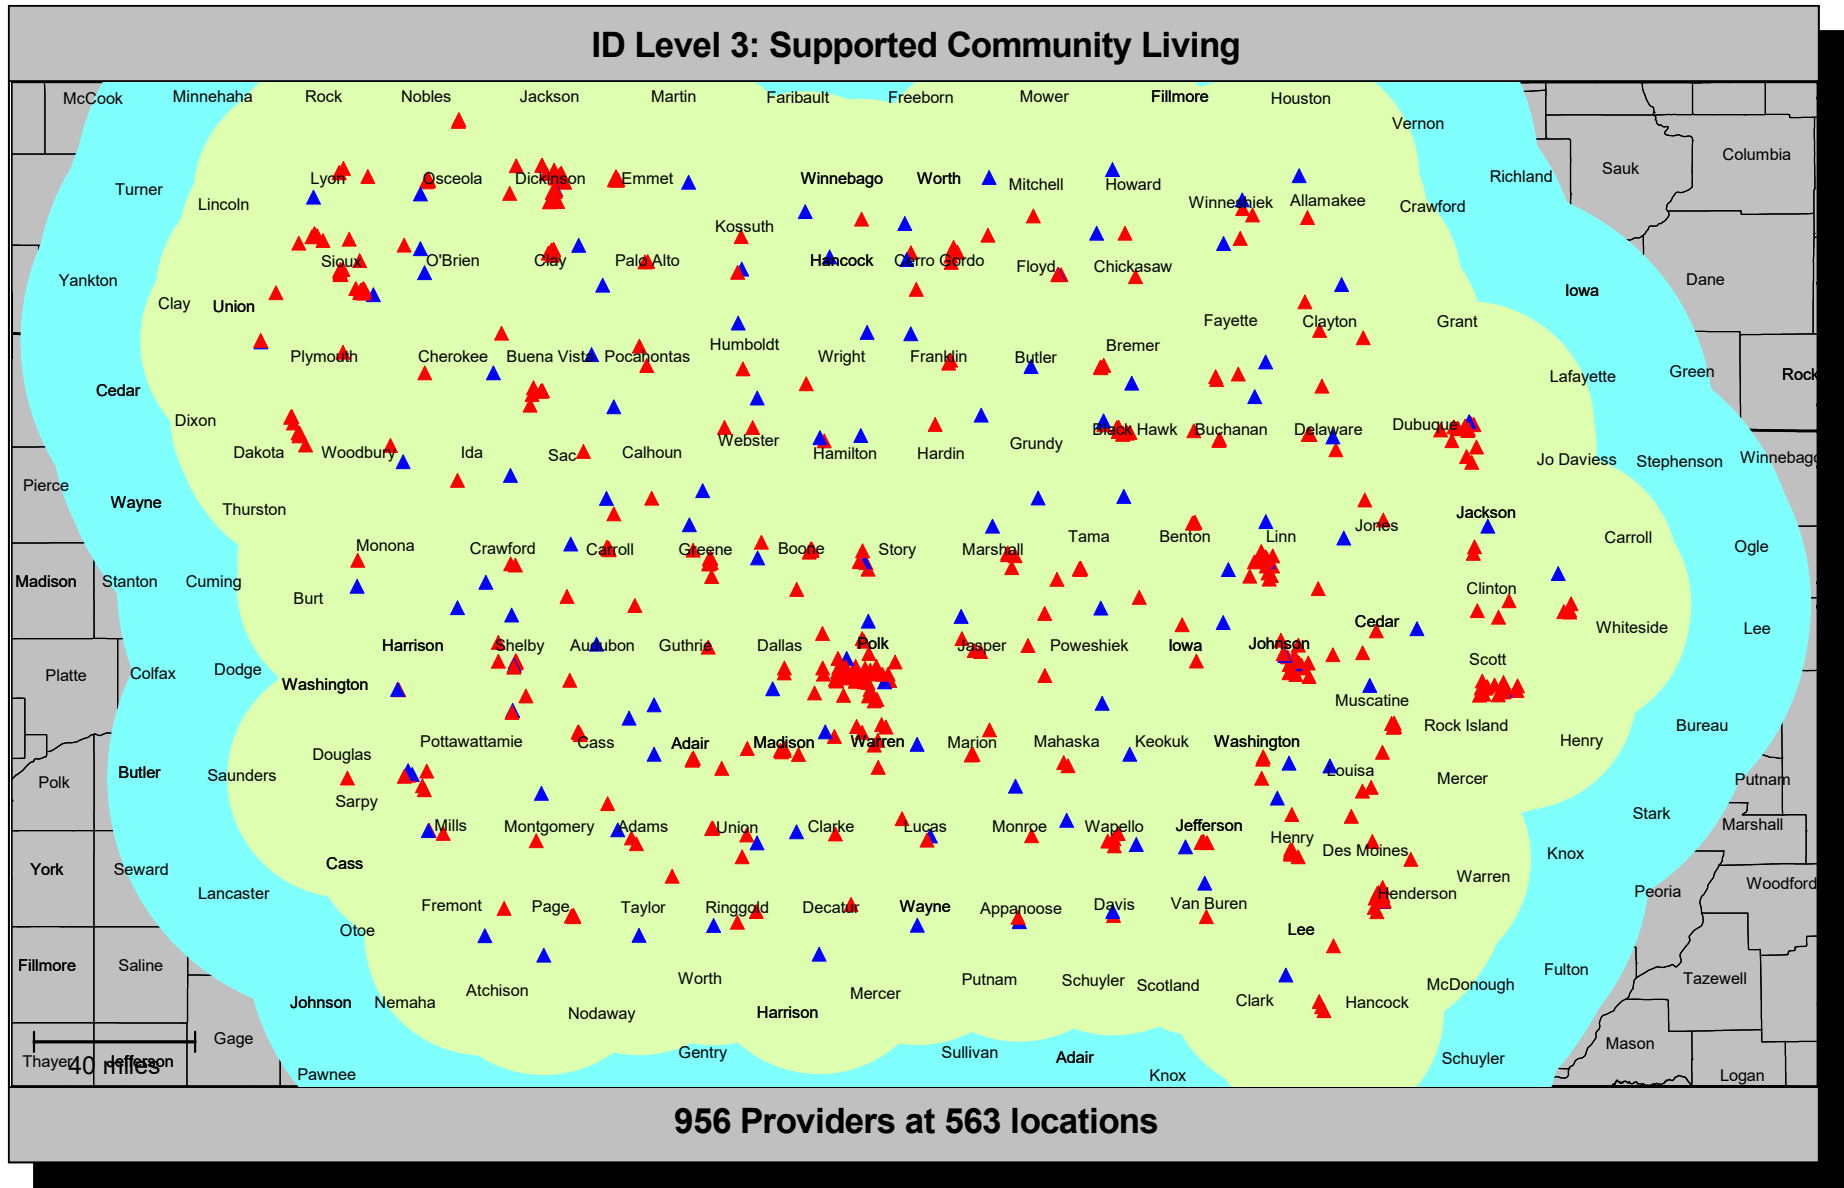 ID Level 3: Supported Community Living
McCook Minnehaha Rock Nobles Jackson Martin Faribault Freeborn Mower Fillmore Houston
Vernon
Columbia
Sauk
Turner Lyon Osceola Dickinson Emmet Winnebago Worth Mitchell Howard Richland
Lincoln Winneshiek Allamakee Crawford
Kossuth
Yankton Sioux O'Brien Clay Palo Alto Hancock Cerro Gordo Floyd Chickasaw Dane
Clay Union Iowa
Fayette Clayton Grant
Plymouth Cherokee Buena Vista Pocahontas Humboldt Wright Franklin Butler Bremer
Cedar Lafayette Green Rock
Dixon Webster Black Hawk Buchanan Delaware Dubuque
Dakota Woodbury Ida Sac Calhoun Hamilton Hardin Grundy Jo Daviess Stephenson Winnebago
Pierce Wayne
Thurston Jackson
Monona Crawford Carroll Greene Boone Story Marshall Tama Benton Linn Jones Carroll Ogle
Madison Stanton Cuming Clinton
Burt
Harrison Shelby Audubon Guthrie Dallas Polk Jasper Poweshiek Iowa Johnson Cedar Whiteside Lee
Platte Colfax Dodge Scott
Washington Muscatine
Rock Island Bureau
Douglas Pottawattamie Cass Adair Madison Warren Marion Mahaska Keokuk Washington Henry
Polk Butler Saunders Louisa Mercer Putnam
Sarpy Stark
Mills Montgomery Adams Union Clarke Lucas Monroe Wapello Jefferson Henry Marshall
York Seward Cass Des Moines Knox
Lancaster Warren Peoria Woodford
Fremont Page Taylor Ringgold Decatur Wayne Appanoose Davis Van Buren Henderson
Otoe Lee
Fillmore Saline Fulton
Atchison Worth Putnam Schuyler Scotland McDonough Tazewell
Johnson Nemaha Nodaway Harrison Mercer Clark Hancock
Gage Gentry Sullivan Adair Schuyler Mason
Thayer Jefferson
40 miles
Pawnee Knox Logan
956 Providers at 563 locations